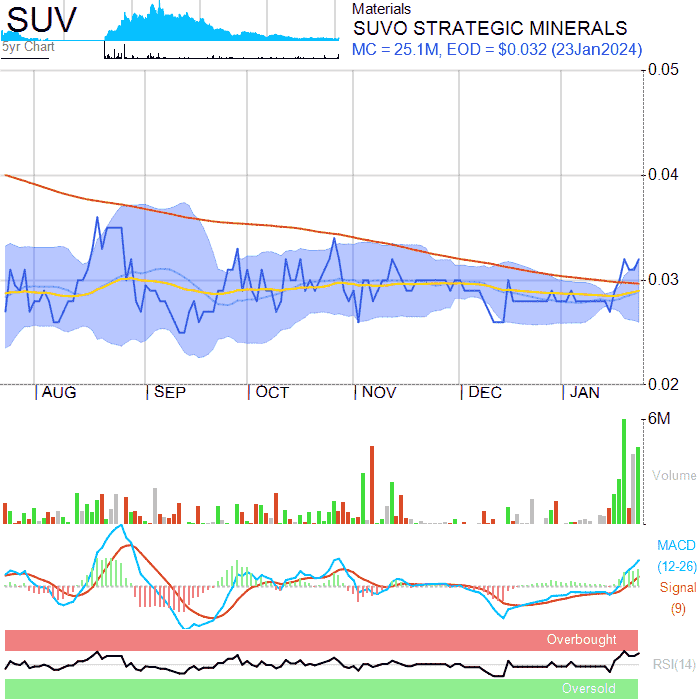 SUV
5yr Chart
Materials
SUVO STRATEGIC MINERALS
MC = 25.1M, EOD = $0.032 (23Jan2024)
0.05
0.04
0.03
0.02
AUG
SEP
OCT
NOV
DEC
JAN
6M
Volume
MACD
(12-26)
Signal
(9)
Overbought
RSI(14)
Oversold